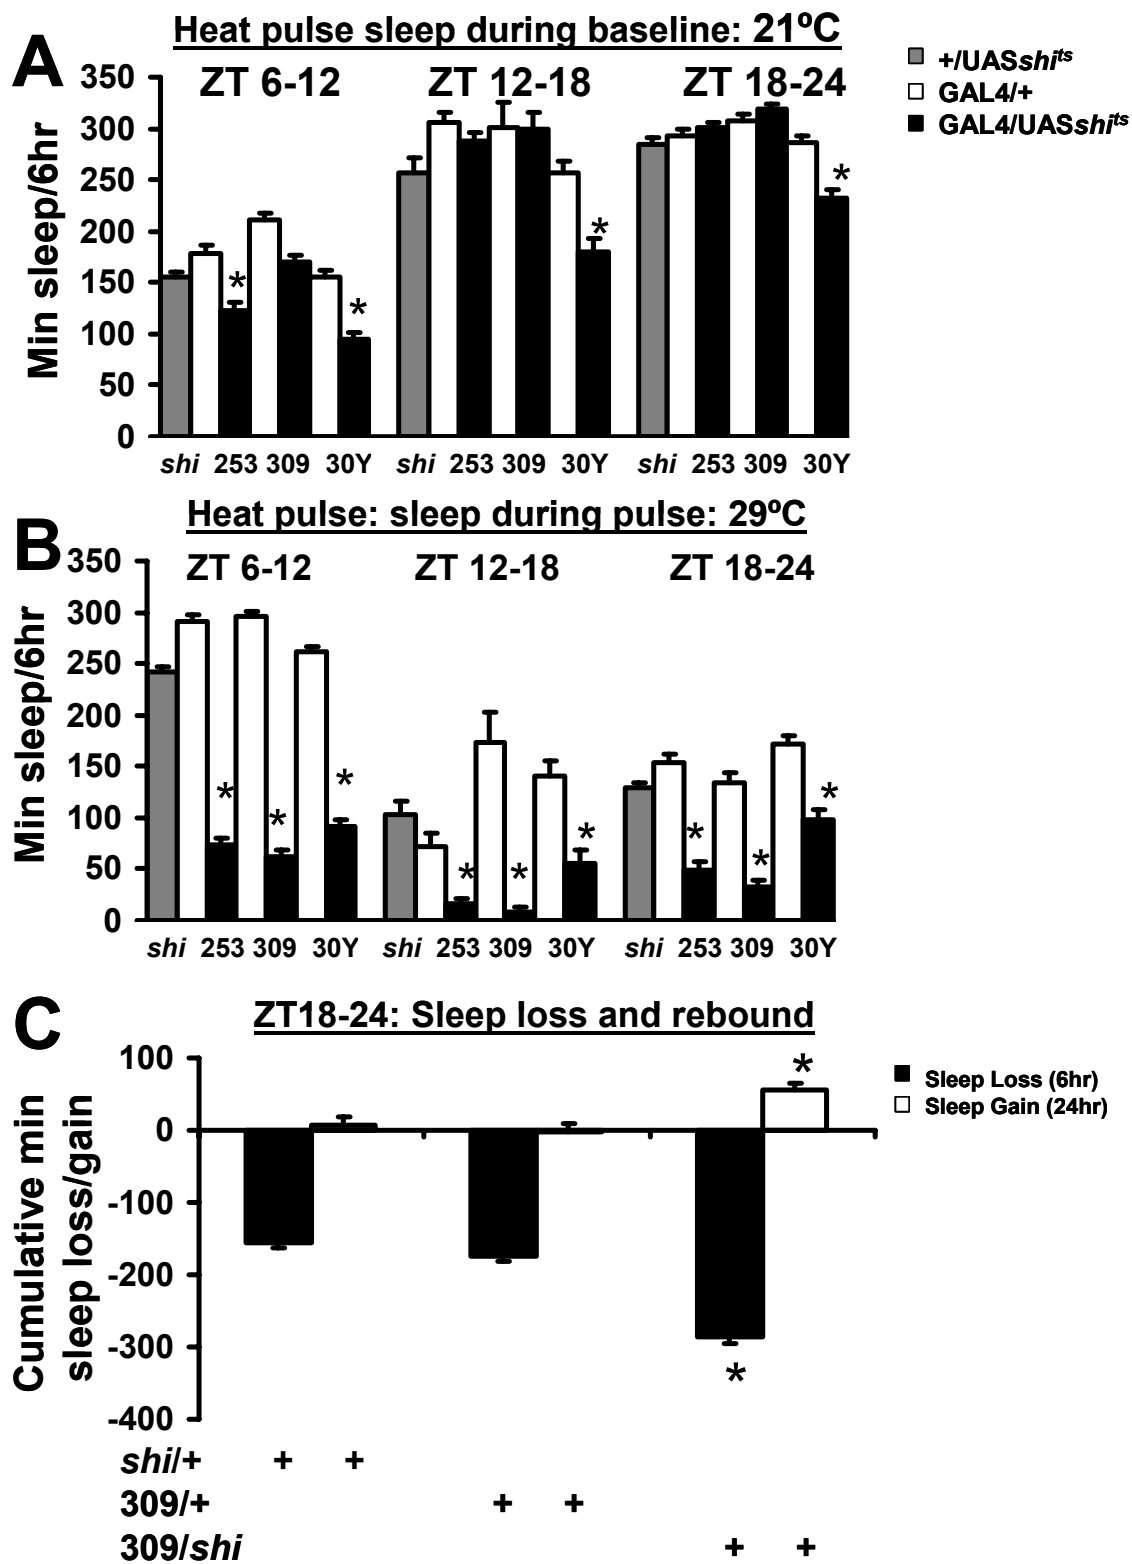 A
Heat pulse sleep during baseline: 21ºC
ZT 6-12 ZT 12-18 ZT 18-24
+/UASshits
GAL4/+
GAL4/UASshits
Min sleep/6hr
350
300
250
200
150
100
50
0
* * * *
shi 253 309 30Y shi 253 309 30Y shi 253 309 30Y
B
Heat pulse: sleep during pulse: 29ºC
ZT 6-12 ZT 12-18 ZT 18-24
Min sleep/6hr
350
300
250
200
150
100
50
0
* * * * * * * * *
shi 253 309 30Y shi 253 309 30Y shi 253 309 30Y
C
ZT18-24: Sleep loss and rebound
Sleep Loss (6hr)
Sleep Gain (24hr)
Cumulative min
sleep loss/gain
100
0
-100
-200
-300
-400
*
*
shi/+ + +
309/+ + +
309/shi + +